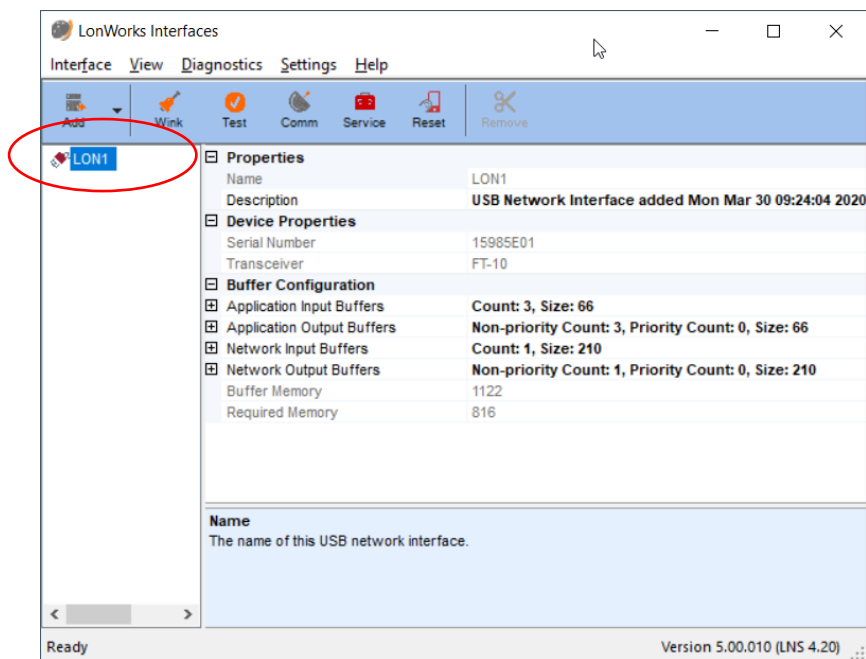 LonWorks Interfaces
Interface View Diagnostics Settings Help
Add Wink Test Comm Service Reset Remove
LON1
Properties
Name LON1
Description USB Network Interface added Mon Mar 30 09:24:04 2020
Device Properties
Serial Number 15985E01
Transceiver FT-10
Buffer Configuration
Application Input Buffers Count: 3, Size: 66
Application Output Buffers Non-priority Count: 3, Priority Count: 0, Size: 66
Network Input Buffers Count: 1, Size: 210
Network Output Buffers Non-priority Count: 1, Priority Count: 0, Size: 210
Buffer Memory 1122
Required Memory 816
Name
The name of this USB network interface.
Ready Version 5.00.010 (LNS 4.20)